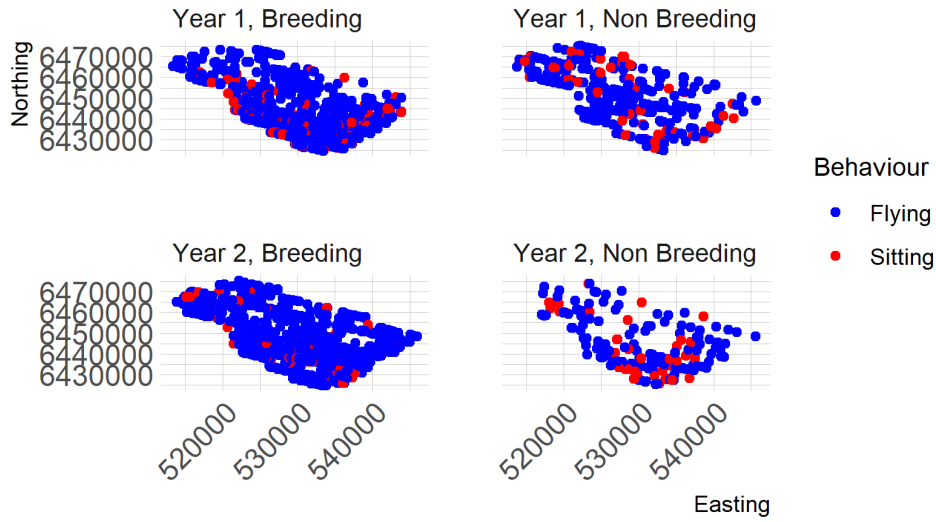 Year 1, Breeding
Year 1, Non Breeding
Northing
6470000
6460000
6450000
6440000
6430000
Behaviour
Flying
Sitting
Year 2, Breeding
Year 2, Non Breeding
6470000
6460000
6450000
6440000
6430000
520000
530000
540000
520000
530000
540000
Easting